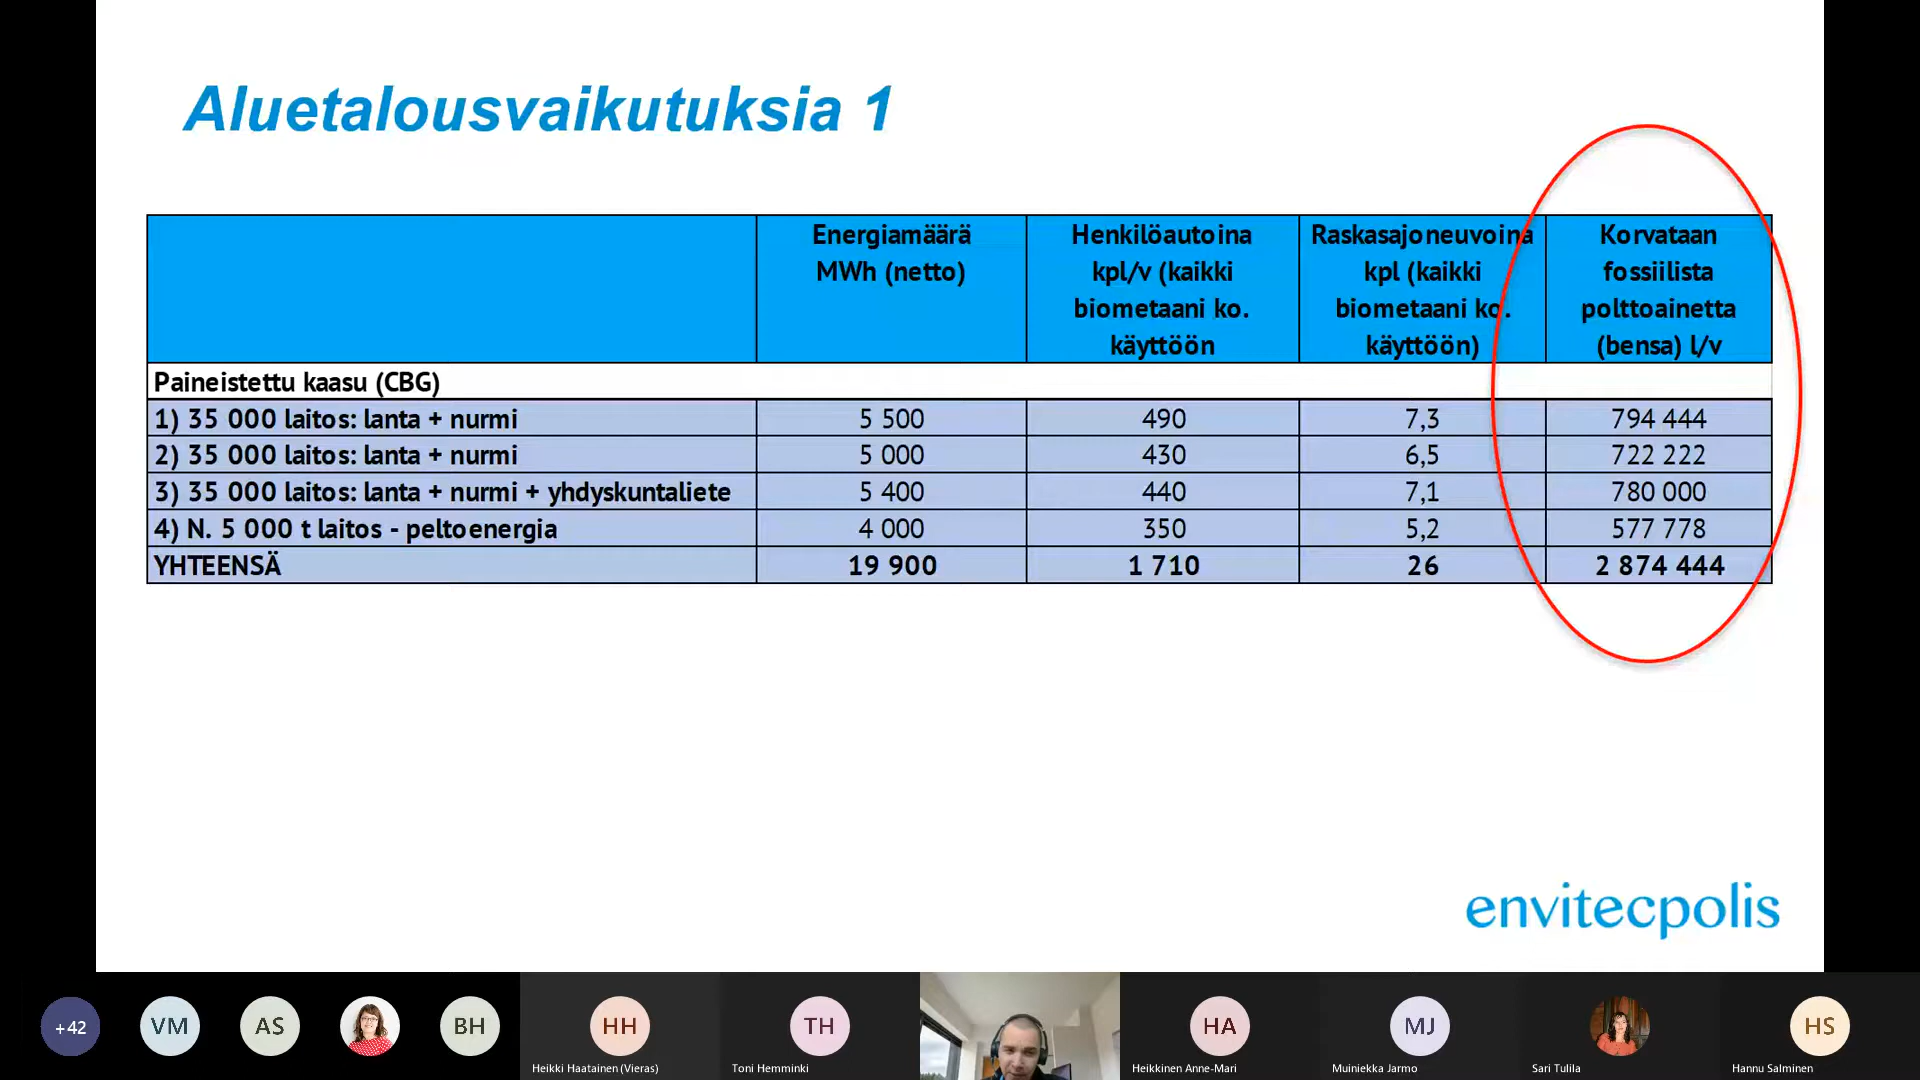 Aluetalousvaikutuksia 1
Energiamäärä
MWh (netto)
Henkilöautoina
kpl/v (kaikki
biometaani ko.
käyttöön
Raskasajoneuvoina
kpl (kaikki
biometaani ko.
käyttöön)
Korvataan
fossiilista
polttoainetta
(bensa) l/v
Paineistettu kaasu (CBG)
1) 35 000 laitos: lanta + nurmi 5 500 490 7,3 794 444
2) 35 000 laitos: lanta + nurmi 5 000 430 6,5 722 222
3) 35 000 laitos: lanta + nurmi + yhdyskuntaliete 5 400 440 7,1 780 000
4) N. 5 000 t laitos - peltoenergia 4 000 350 5,2 577 778
YHTEENSÄ 19 900 1 710 26 2 874 444
envitecpolis
+42 VM AS BH HH TH HA MJ HS
Heikki Haatainen (Vieras) Toni Hemminki Heikkinen Anne-Mari Muiniekka Jarmo Sari Tulila Hannu Salminen